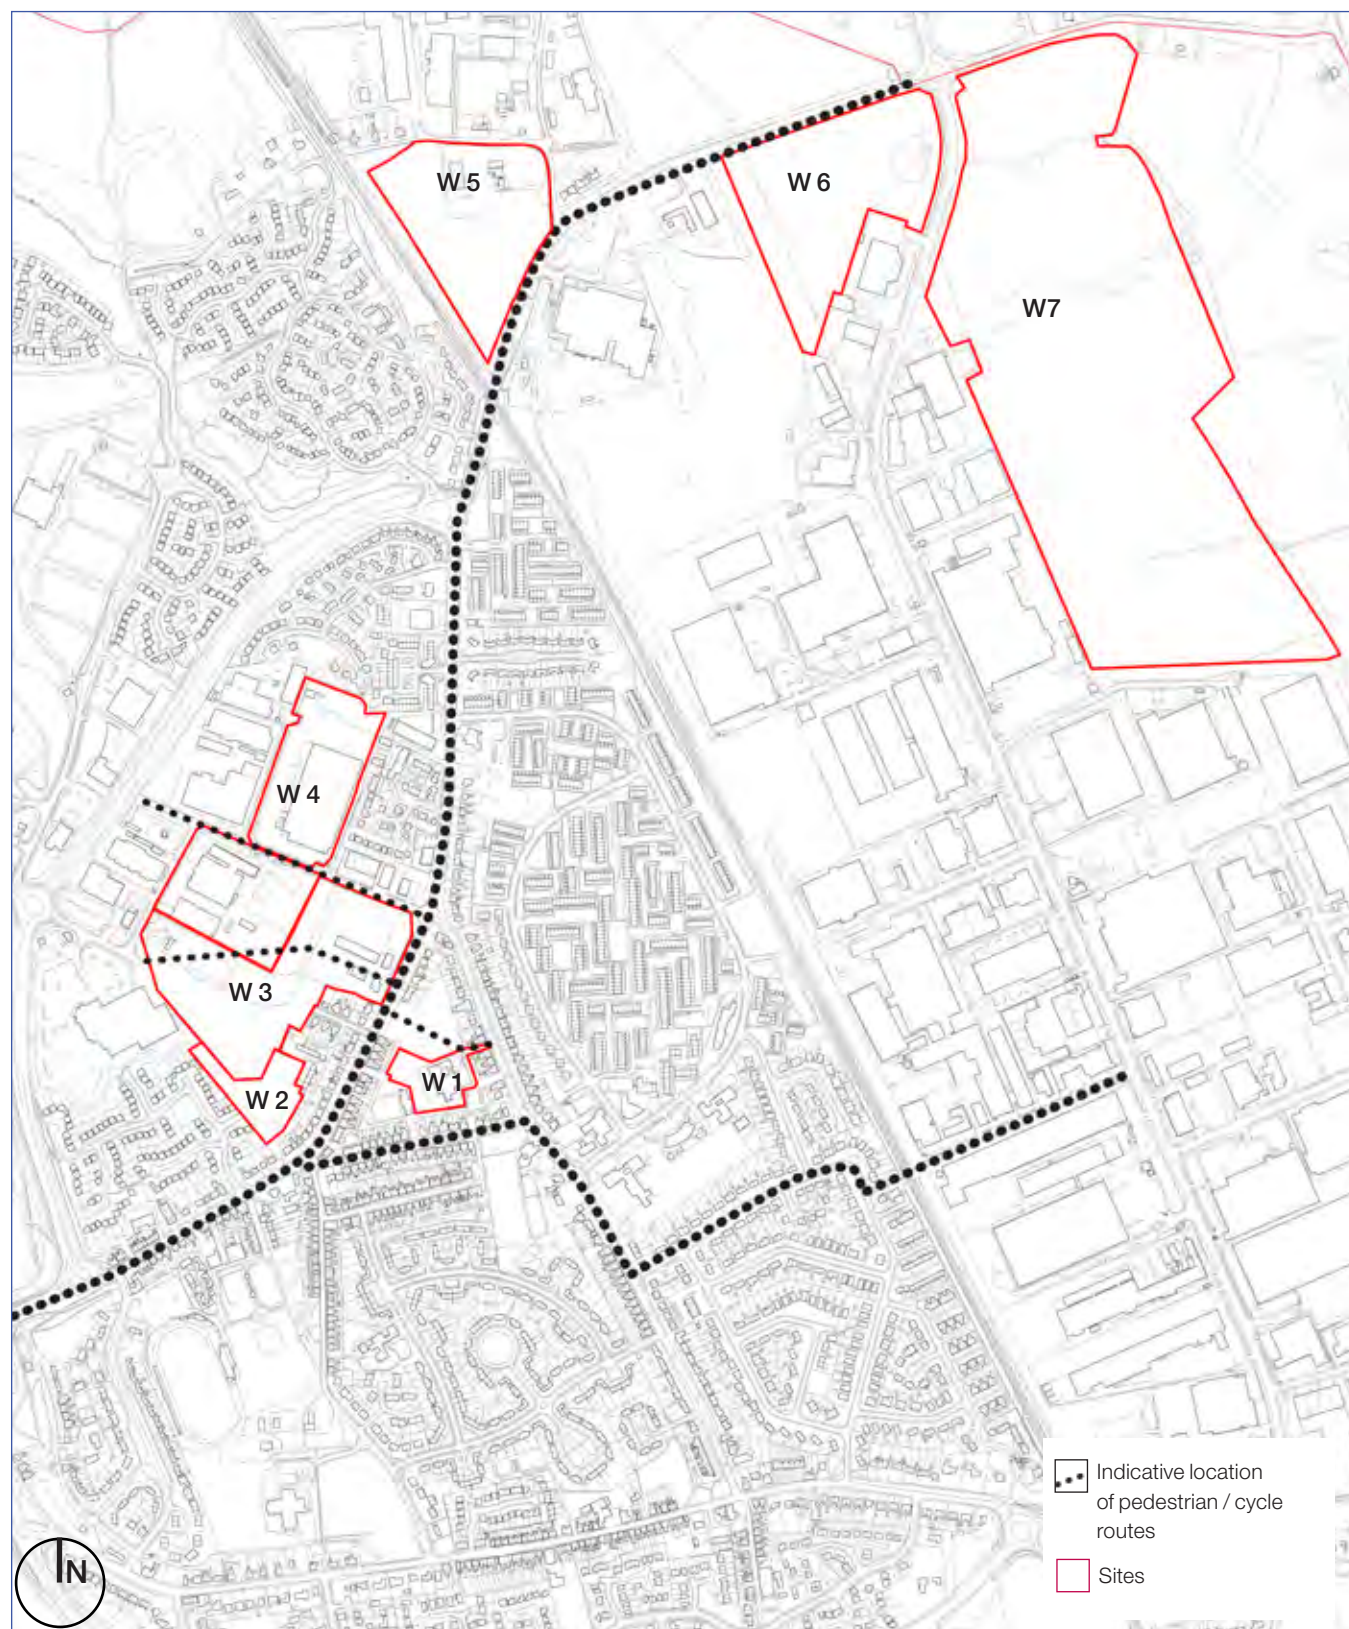 W 5
W 6
W7
W 4
W 3
W 1
W 2
Indicative location
of pedestrian / cycle
routes
Sites
N